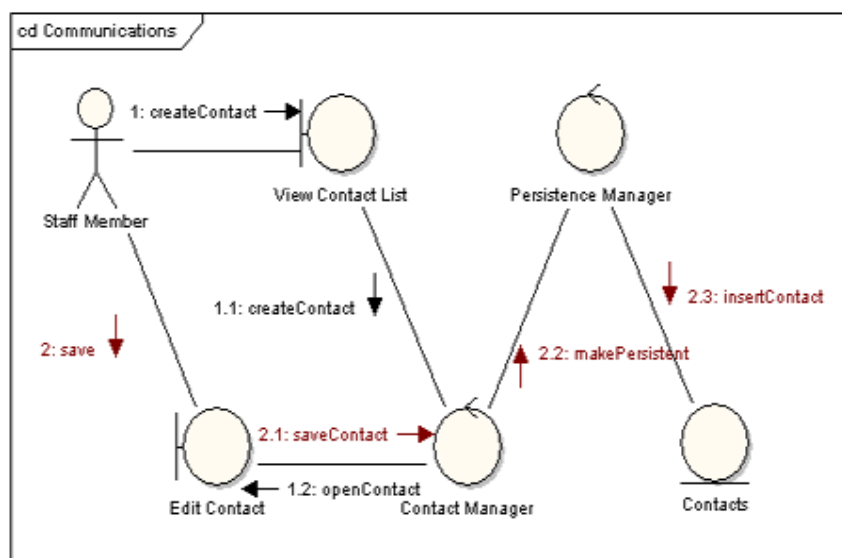 cd Communications
1: createContact
View Contact List
Persistence Manager
Staff Member
1.1: createContact
2.3: insertContact
2: save
2.2: makePersistent
2.1: saveContact
1.2: openContact
Edit Contact
Contact Manager
Contacts